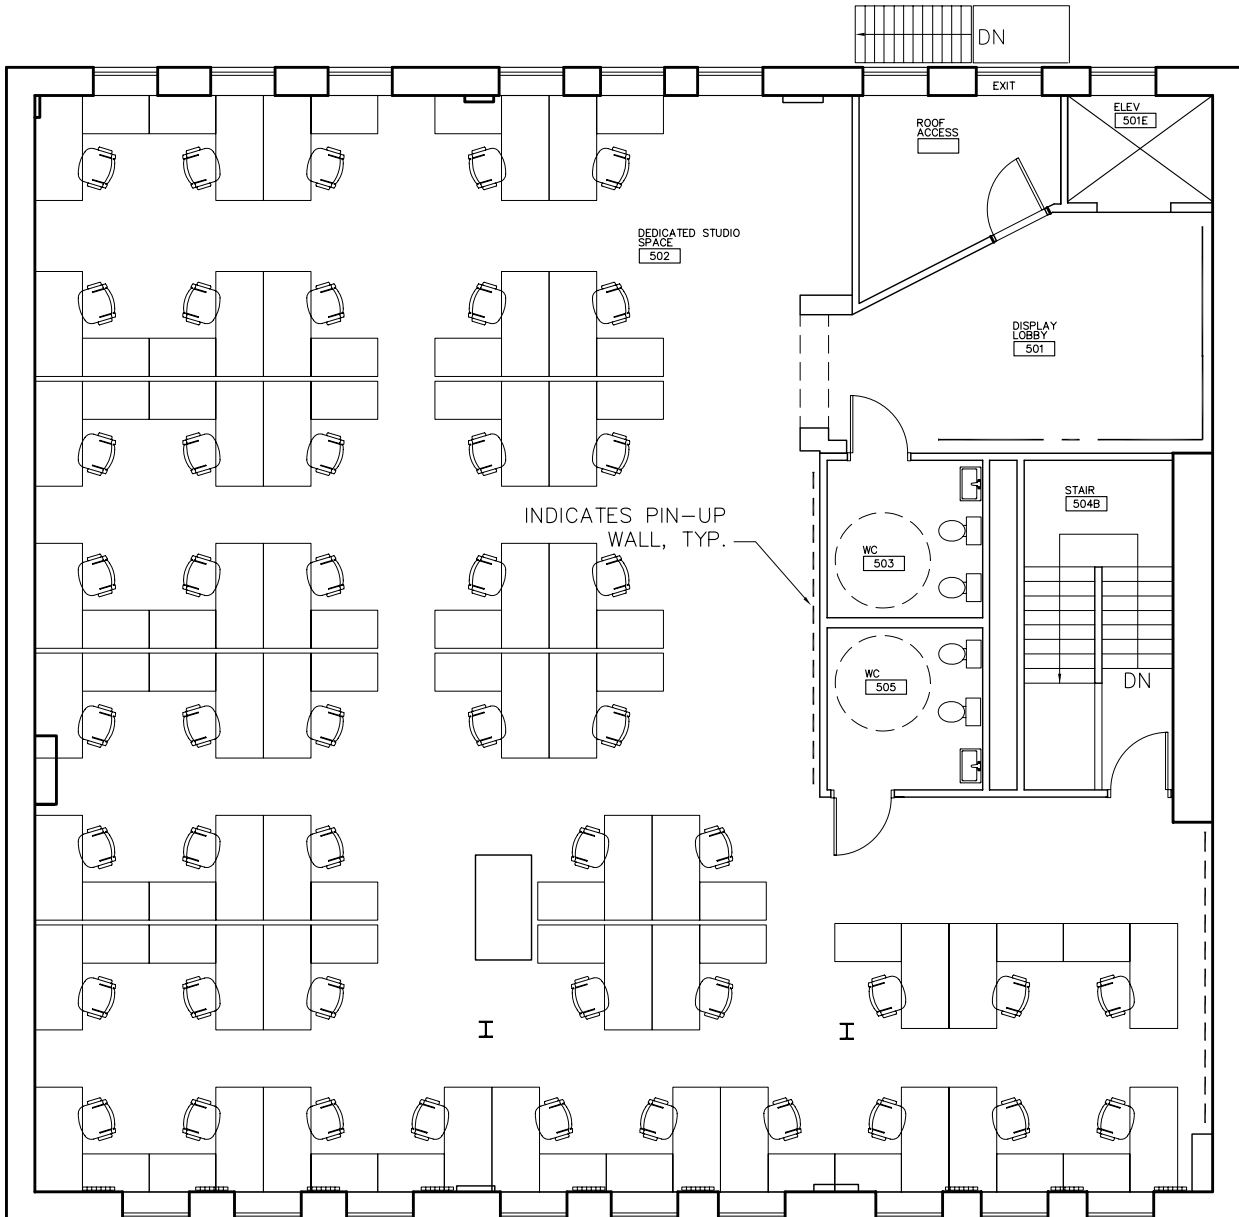 DN
EXIT
ELEV
501E
ROOF
ACCESS
DEDICATED STUDIO
SPACE
502
DISPLAY
LOBBY
501
STAIR
504B
INDICATES PIN-UP
WALL, TYP.
WC
503
WC
505
DN